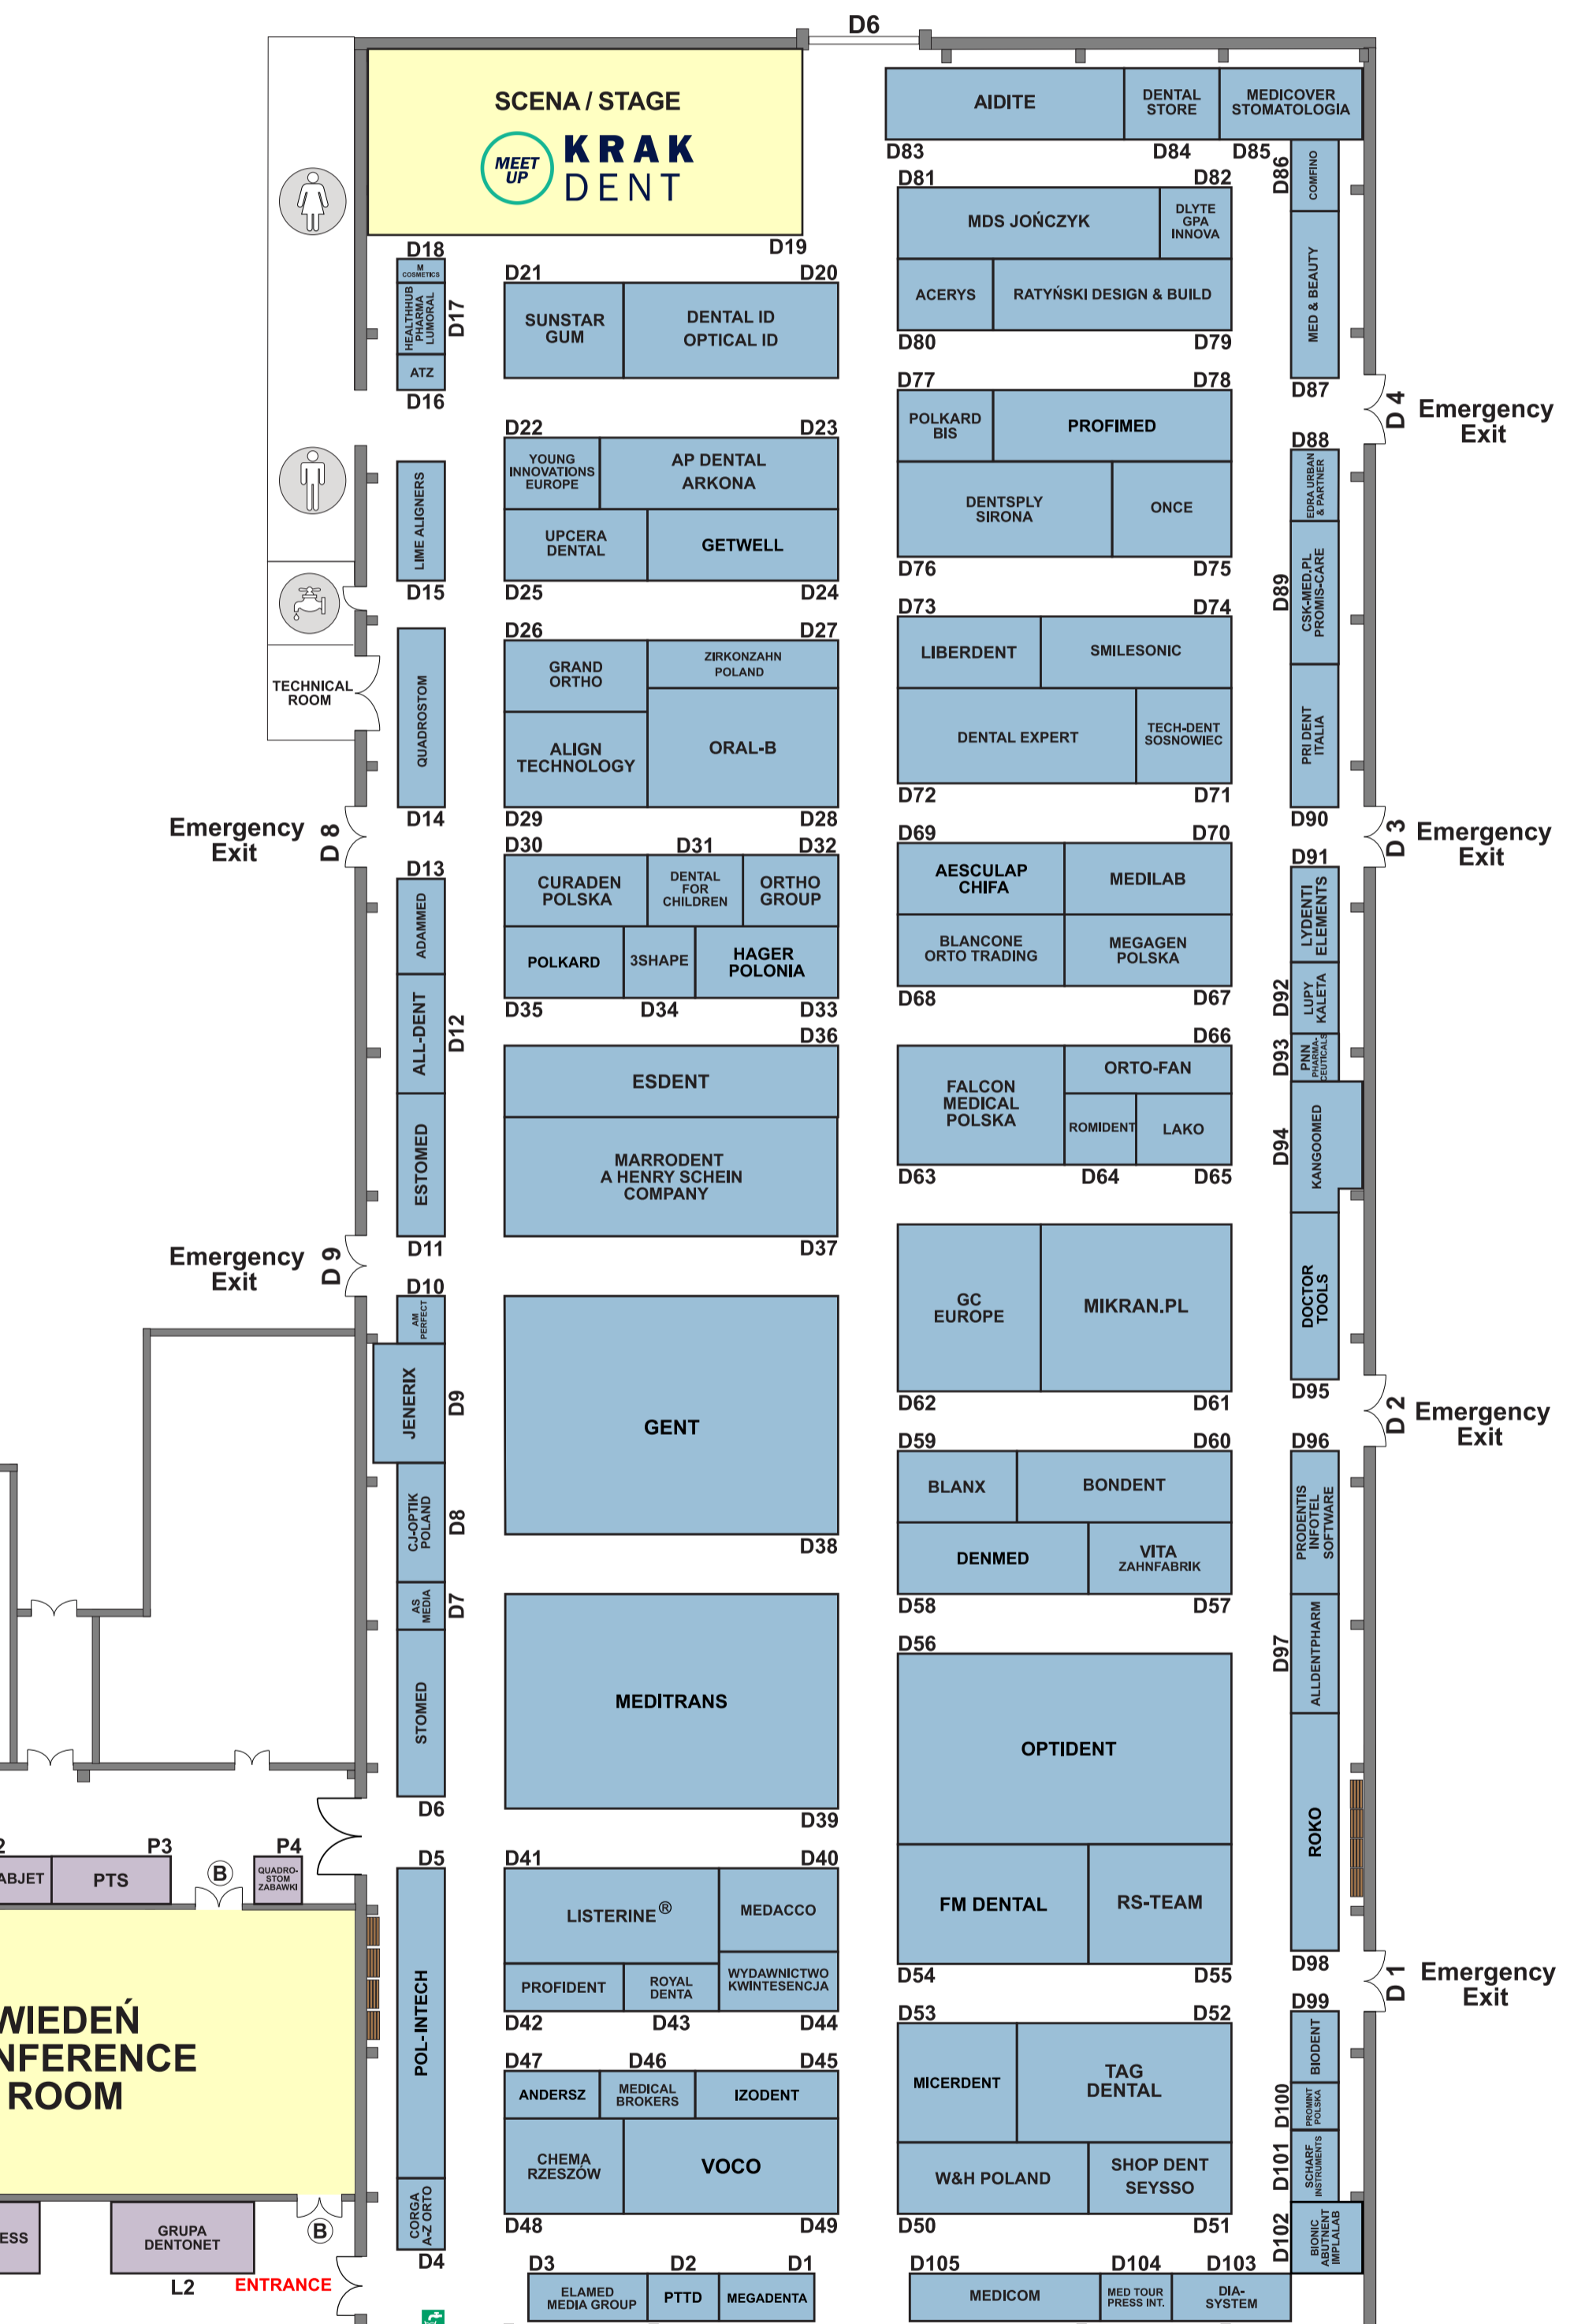 D6
SCENA / STAGE
MEET
UP
KRAK
DENT
D19
AIDITE
DENTAL
STORE
MEDICOVER
STOMATOLOGIA
D83
D84
D85
D86
COMFINO
MED & BEAUTY
D87
D81
D82
MDS JOŃCZYK
DLYTE
GPA
INNOVA
ACERYS
RATYŃSKI DESIGN & BUILD
D80
D79
D18
M
COSMETICS
HEALTHHUB
PHARMA
LUMORAL
D17
ATZ
D16
D21
D20
SUNSTAR
GUM
DENTAL ID
OPTICAL ID
D77
D78
POLKARD
BIS
PROFIMED
DENTSPLY
SIRONA
ONCE
D76
D75
D 4
Emergency
Exit
D22
D23
YOUNG
INNOVATIONS
EUROPE
AP DENTAL
ARKONA
UPCERA
DENTAL
GETWELL
D25
D24
LIME ALIGNERS
D15
D88
EDRA URBAN
& PARTNER
D89
CSK-MED.PL
PROMIS-CARE
PRI DENT
ITALIA
D90
TECHNICAL
ROOM
QUADROSTOM
D14
D26
D27
GRAND
ORTHO
ZIRKONZAHN
POLAND
ALIGN
TECHNOLOGY
ORAL-B
D29
D28
D73
D74
LIBERDENT
SMILESONIC
DENTAL EXPERT
TECH-DENT
SOSNOWIEC
D72
D71
Emergency
Exit
D 8
D 3
Emergency
Exit
D13
ADAMMED
ALL-DENT
D12
ESTOMED
D11
D30
D31
D32
CURADEN
POLSKA
DENTAL
FOR
CHILDREN
ORTHO
GROUP
POLKARD
3SHAPE
HAGER
POLONIA
D35
D34
D33
D69
D70
AESCULAP
CHIFA
MEDILAB
BLANCONE
ORTO TRADING
MEGAGEN
POLSKA
D68
D67
D91
LYDENTI
ELEMENTS
D92
LUPY
KALETA
D93
PNN
PHARMA-
CEUTICALS
D94
KANGOOMED
DOCTOR
TOOLS
D95
D36
ESDENT
MARRODENT
A HENRY SCHEIN
COMPANY
D37
D66
FALCON
MEDICAL
POLSKA
ORTO-FAN
ROMIDENT
LAKO
D63
D64
D65
Emergency
Exit
D 9
D10
AM
PERFECT
JENERIX
D9
CJ-OPTIK
POLAND
D8
AS
MEDIA
D7
STOMED
D6
GENT
D38
GC
EUROPE
MIKRAN.PL
D62
D61
D 2
Emergency
Exit
D59
D60
BLANX
BONDENT
DENMED
VITA
ZAHNFABRIK
D58
D57
D96
PRODENTIS
INFOTEL
SOFTWARE
D97
ALLDENTPHARM
ROKO
D98
MEDITRANS
D39
D56
OPTIDENT
FM DENTAL
RS-TEAM
D54
D55
2
P3
P4
ABJET
PTS
B
QUADRO-
STOM
ZABAWKI
D5
POL-INTECH
CORGA
A-Z ORTO
D4
D41
D40
LISTERINE®
MEDACCO
PROFIDENT
ROYAL
DENTA
WYDAWNICTWO
KWINTESENCJA
D42
D43
D44
D 1
Emergency
Exit
WIEDEŃ
NFERENCE
ROOM
D47
D46
D45
ANDERSZ
MEDICAL
BROKERS
IZODENT
CHEMA
RZESZÓW
VOCO
D48
D49
D53
D52
MICERDENT
TAG
DENTAL
W&H POLAND
SHOP DENT
SEYSSO
D50
D51
D99
BIODENT
D100
PROMINT
POLSKA
D101
SCHARF
INSTRUMENTS
D102
BIONIC
ABUTNENT
IMPLALAB
ESS
GRUPA
DENTONET
B
L2
ENTRANCE
D3
D2
D1
ELAMED
MEDIA GROUP
PTTD
MEGADENTA
D105
D104
D103
MEDICOM
MED TOUR
PRESS INT.
DIA-
SYSTEM